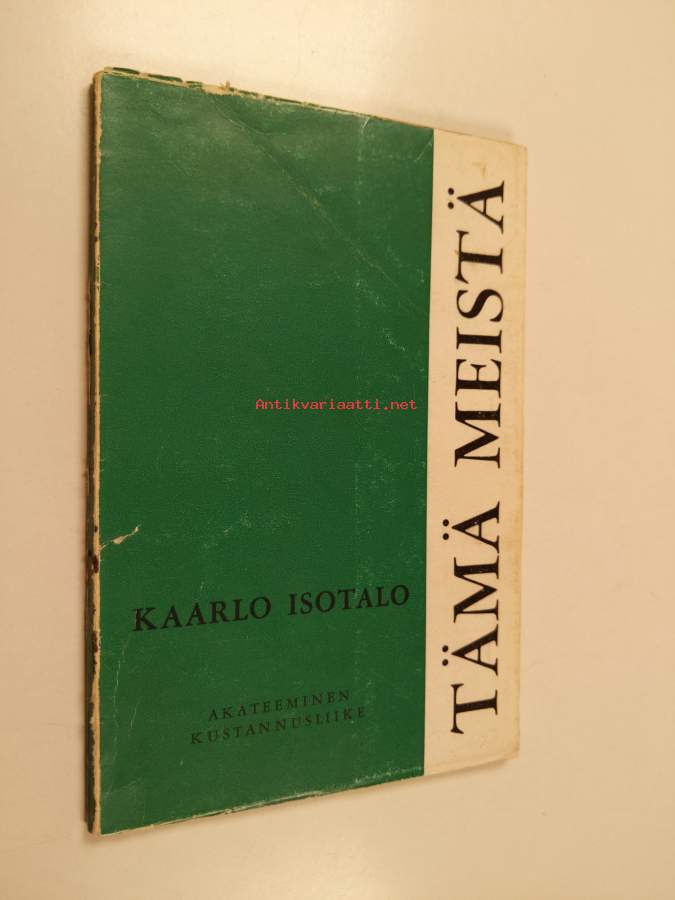 TÄMÄ MEISTÄ
Antikvariaatti.net
KAARLO ISOTALO
AKATEEMINEN
KUSTANNUSLIIKE